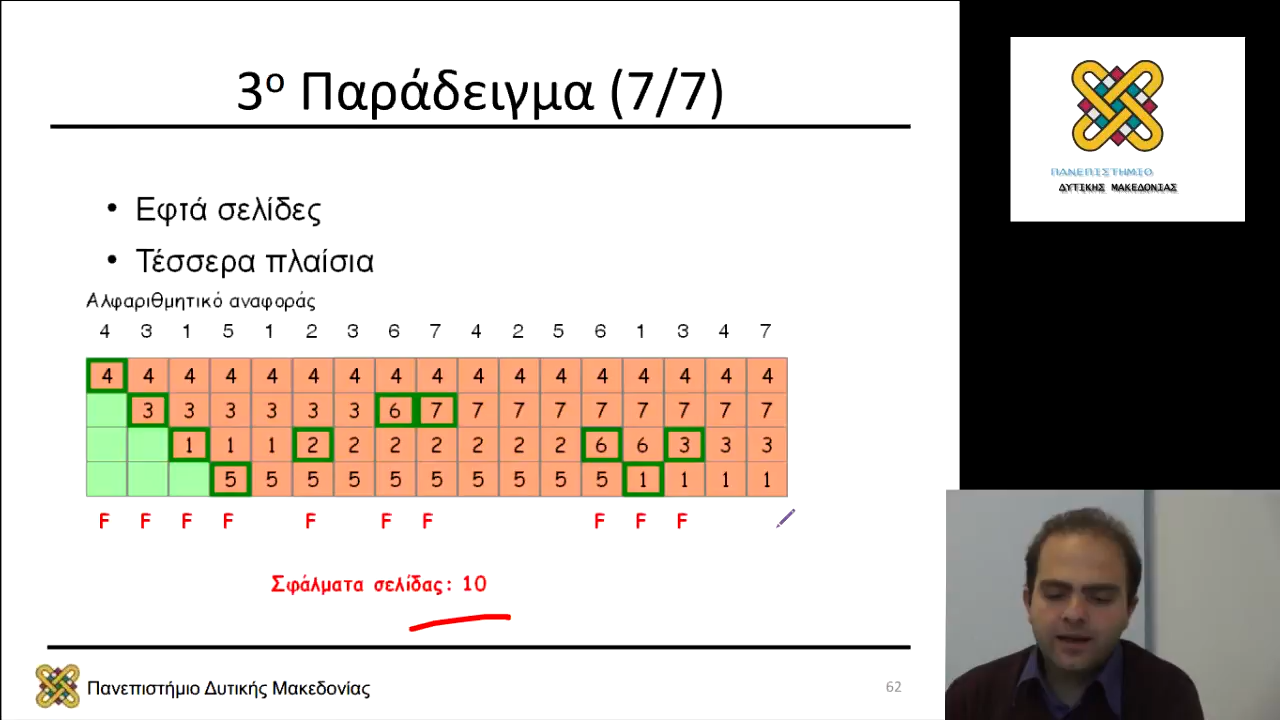 3ο Παράδειγμα (7/7)
ΠΑΝΕΠΙΣΤΗΜΙΟ
ΔΥΤΙΚΗΣ ΜΑΚΕΔΟΝΙΑΣ
• Εφτά σελίδες
• Τέσσερα πλαίσια
Αλφαριθμητικό αναφοράς
4 3 1 5 1 2 3 6 7 4 2 5 6 1 3 4 7
4 4 4 4 4 4 4 4 4 4 4 4 4 4 4 4 4
3 3 3 3 3 3 6 7 7 7 7 7 7 7 7 7
1 1 1 2 2 2 2 2 2 2 6 6 3 3 3
5 5 5 5 5 5 5 5 5 5 1 1 1 1
F F F F F F F F F F
Σφάλματα σελίδας: 10
Πανεπιστήμιο Δυτικής Μακεδονίας
62